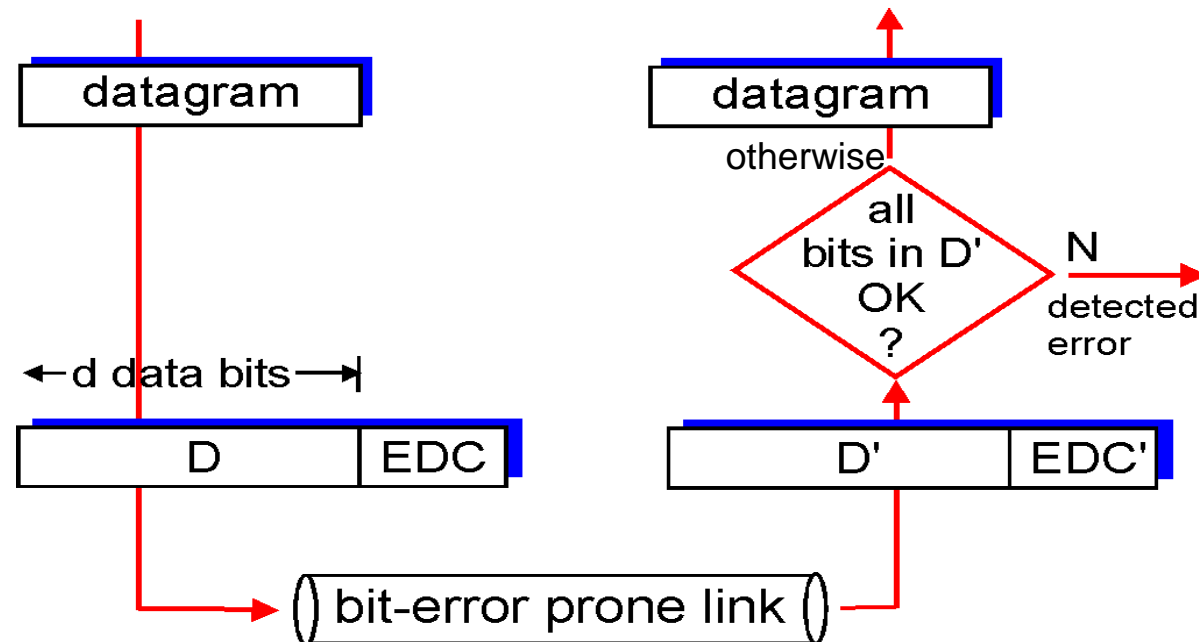 datagram
d data bits
D
EDC
bit-error prone link
datagram
otherwise
all
bits in D'
OK
?
N
detected
error
D'
EDC'